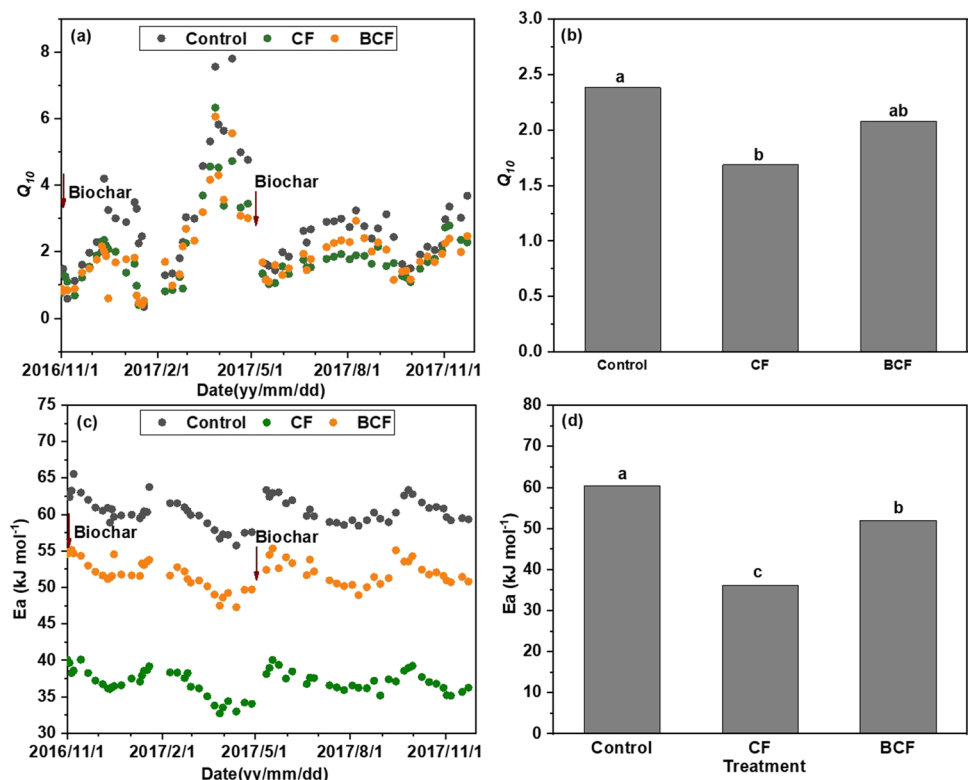 (a) Control CF BCF
8
6
4
2
0
Q10
Biochar
Biochar
2016/11/1 2017/2/1 2017/5/1 2017/8/1 2017/11/1
Date(yy/mm/dd)
(b)
3.0
2.5
2.0
1.5
1.0
0.5
0.0
Q10
a
b
ab
Control CF BCF
(c) Control CF BCF
75
70
65
60
55
50
45
40
35
30
Ea (kJ mol-1)
Biochar
Biochar
2016/11/1 2017/2/1 2017/5/1 2017/8/1 2017/11/1
Date(yy/mm/dd)
(d)
80
70
60
50
40
30
20
10
0
Ea (kJ mol-1)
a
c
b
Control CF BCF
Treatment